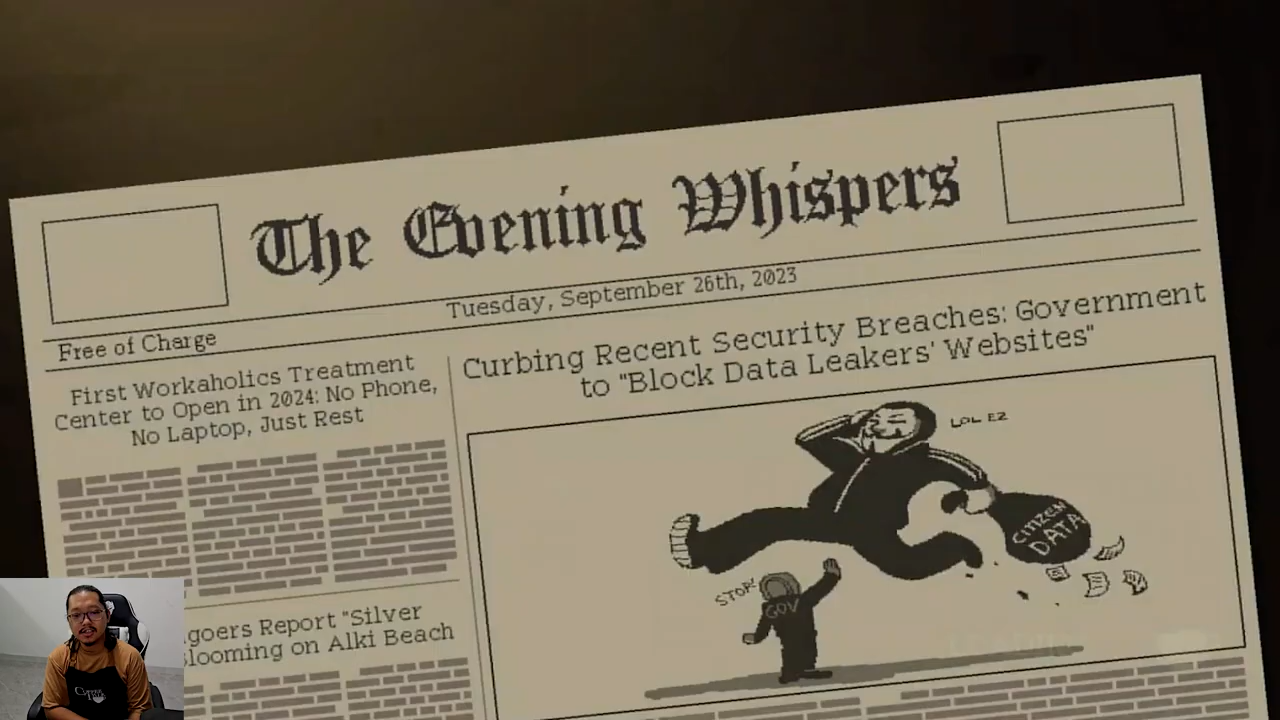 The Evening Whispers
Tuesday, September 26th, 2023
Free of Charge
First Workaholics Treatment
Center to Open in 2024: No Phone,
No Laptop, Just Rest
goers Report "Silver
looming on Alki Beach
Curbing Recent Security Breaches: Government
to "Block Data Leakers' Websites"
LOL EZ
CITIZEN
DATA
STOP!
GOV